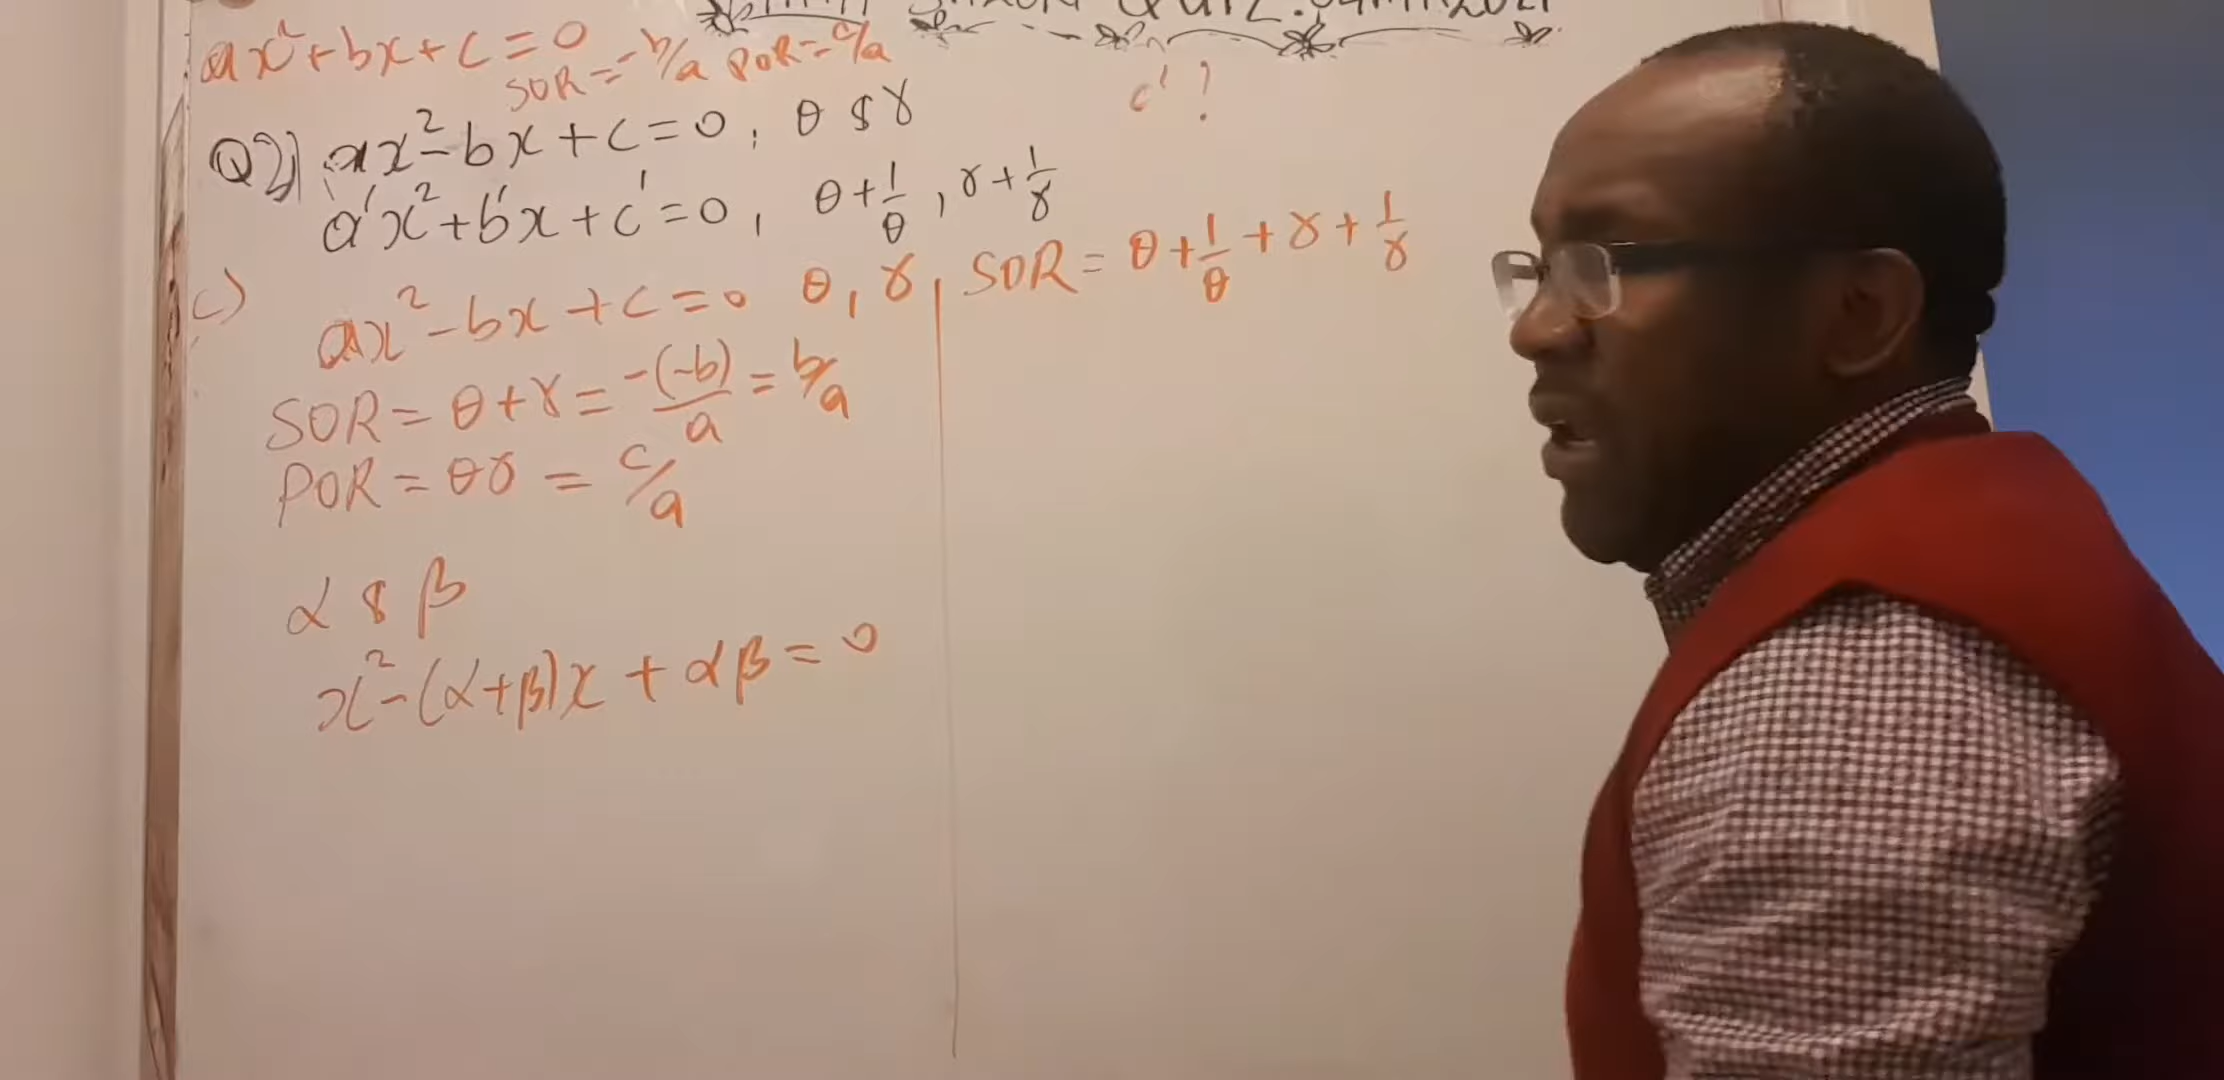 QUIZ:
ax²+bx+c=0 SOR=-b/a POR=c/a
c' ?
Q2) ax²-bx+c=0, θ & γ
a'x²+b'x+c'=0, θ+1/θ, γ+1/γ
c) ax²-bx+c=0 θ, γ,
SOR=θ+γ=-(-b)/a=b/a
POR=θγ=c/a
α & β
x²-(α+β)x+αβ=0
SOR=θ+1/θ+γ+1/γ